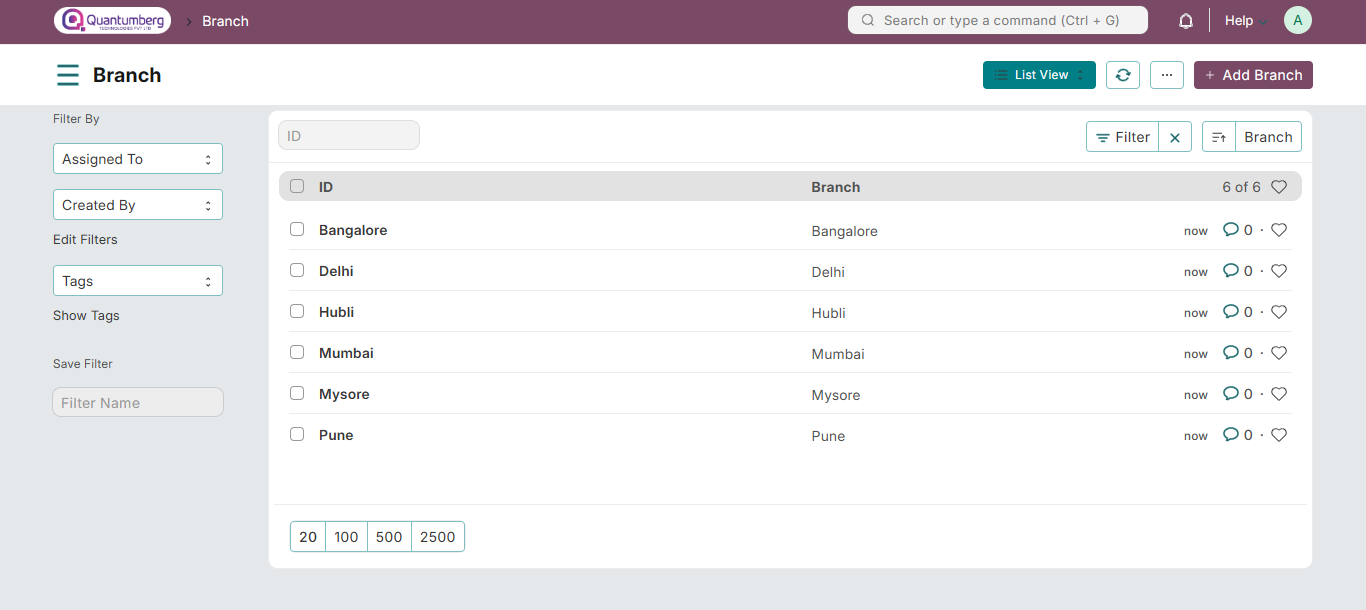 Quantumberg
TECHNOLOGIES PVT LTD
Branch
Search or type a command (Ctrl + G)
Help
A
Branch
List View
...
+ Add Branch
Filter By
Assigned To
Created By
Edit Filters
Tags
Show Tags
Save Filter
Filter Name
ID
Filter
Branch
ID Branch 6 of 6
Bangalore Bangalore now 0 ·
Delhi Delhi now 0 ·
Hubli Hubli now 0 ·
Mumbai Mumbai now 0 ·
Mysore Mysore now 0 ·
Pune Pune now 0 ·
20 100 500 2500